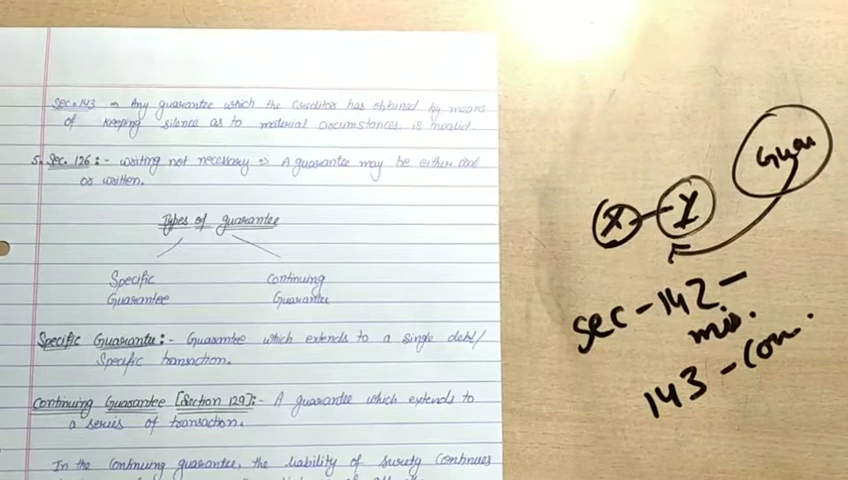 Sec. 143 → Any guarantee which the creditor has obtained by means
of keeping silence as to material circumstances is invalid
5. Sec. 126 :- writing not necessary ⇒ A guarantee may be either oral
or written.
Types of guarantee
Specific Continuing
Guarantee Guarantee
Specific Guarantee:- Guarantee which extends to a single debt/
Specific transaction.
Continuing Guarantee [Section 129]:- A guarantee which extends to
a series of transaction.
In the Continuing guarantee, the liability of surety continues
Guan
X Y
Sec-142-
mis.
143-Con.